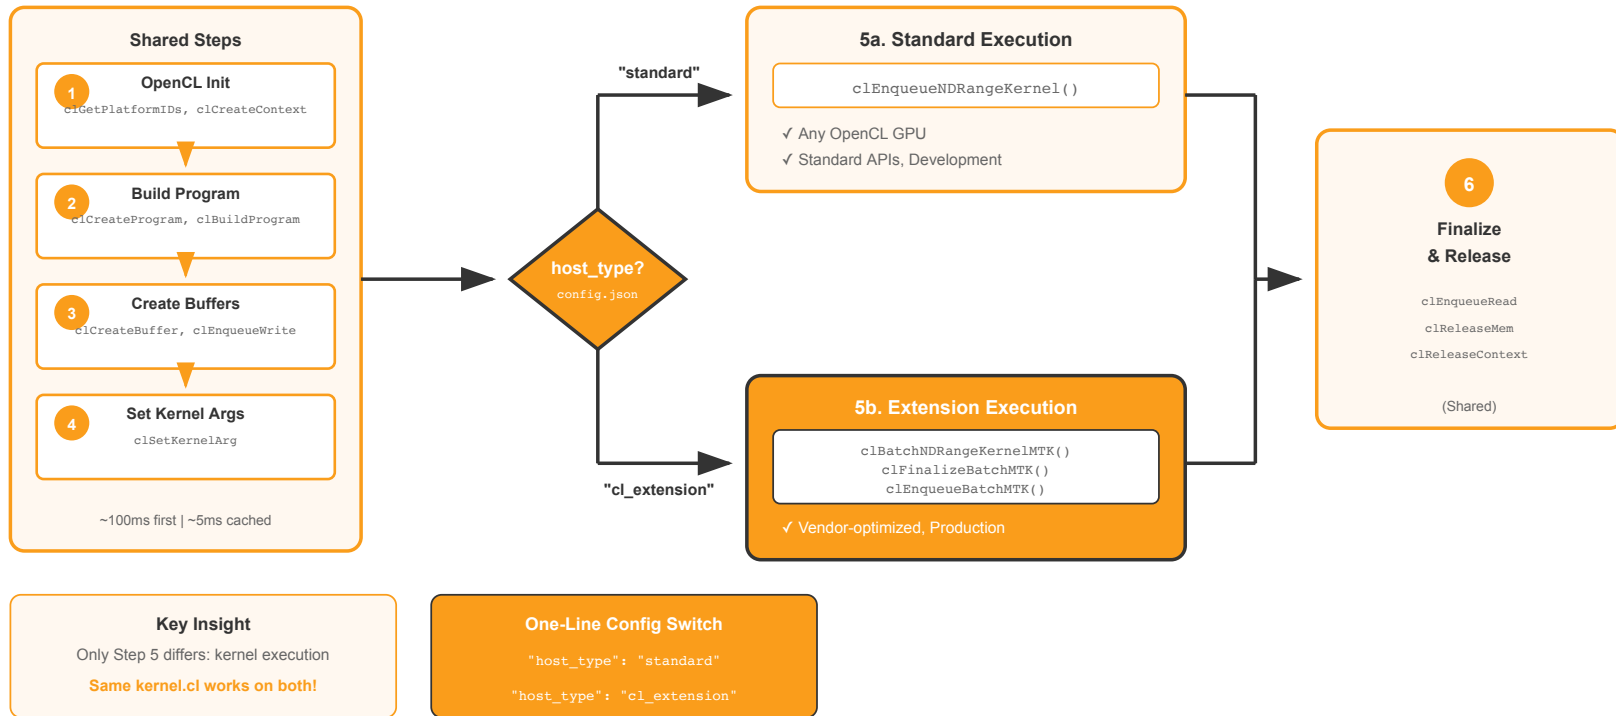 Shared Steps
1
OpenCL Init
clGetPlatformIDs, clCreateContext
2
Build Program
clCreateProgram, clBuildProgram
3
Create Buffers
clCreateBuffer, clEnqueueWrite
4
Set Kernel Args
clSetKernelArg
~100ms first | ~5ms cached
host_type?
config.json
"standard"
"cl_extension"
5a. Standard Execution
clEnqueueNDRangeKernel()
✓ Any OpenCL GPU
✓ Standard APIs, Development
5b. Extension Execution
clBatchNDRangeKernelMTK()
clFinalizeBatchMTK()
clEnqueueBatchMTK()
✓ Vendor-optimized, Production
6
Finalize
& Release
clEnqueueRead
clReleaseMem
clReleaseContext
(Shared)
Key Insight
Only Step 5 differs: kernel execution
Same kernel.cl works on both!
One-Line Config Switch
"host_type": "standard"
"host_type": "cl_extension"